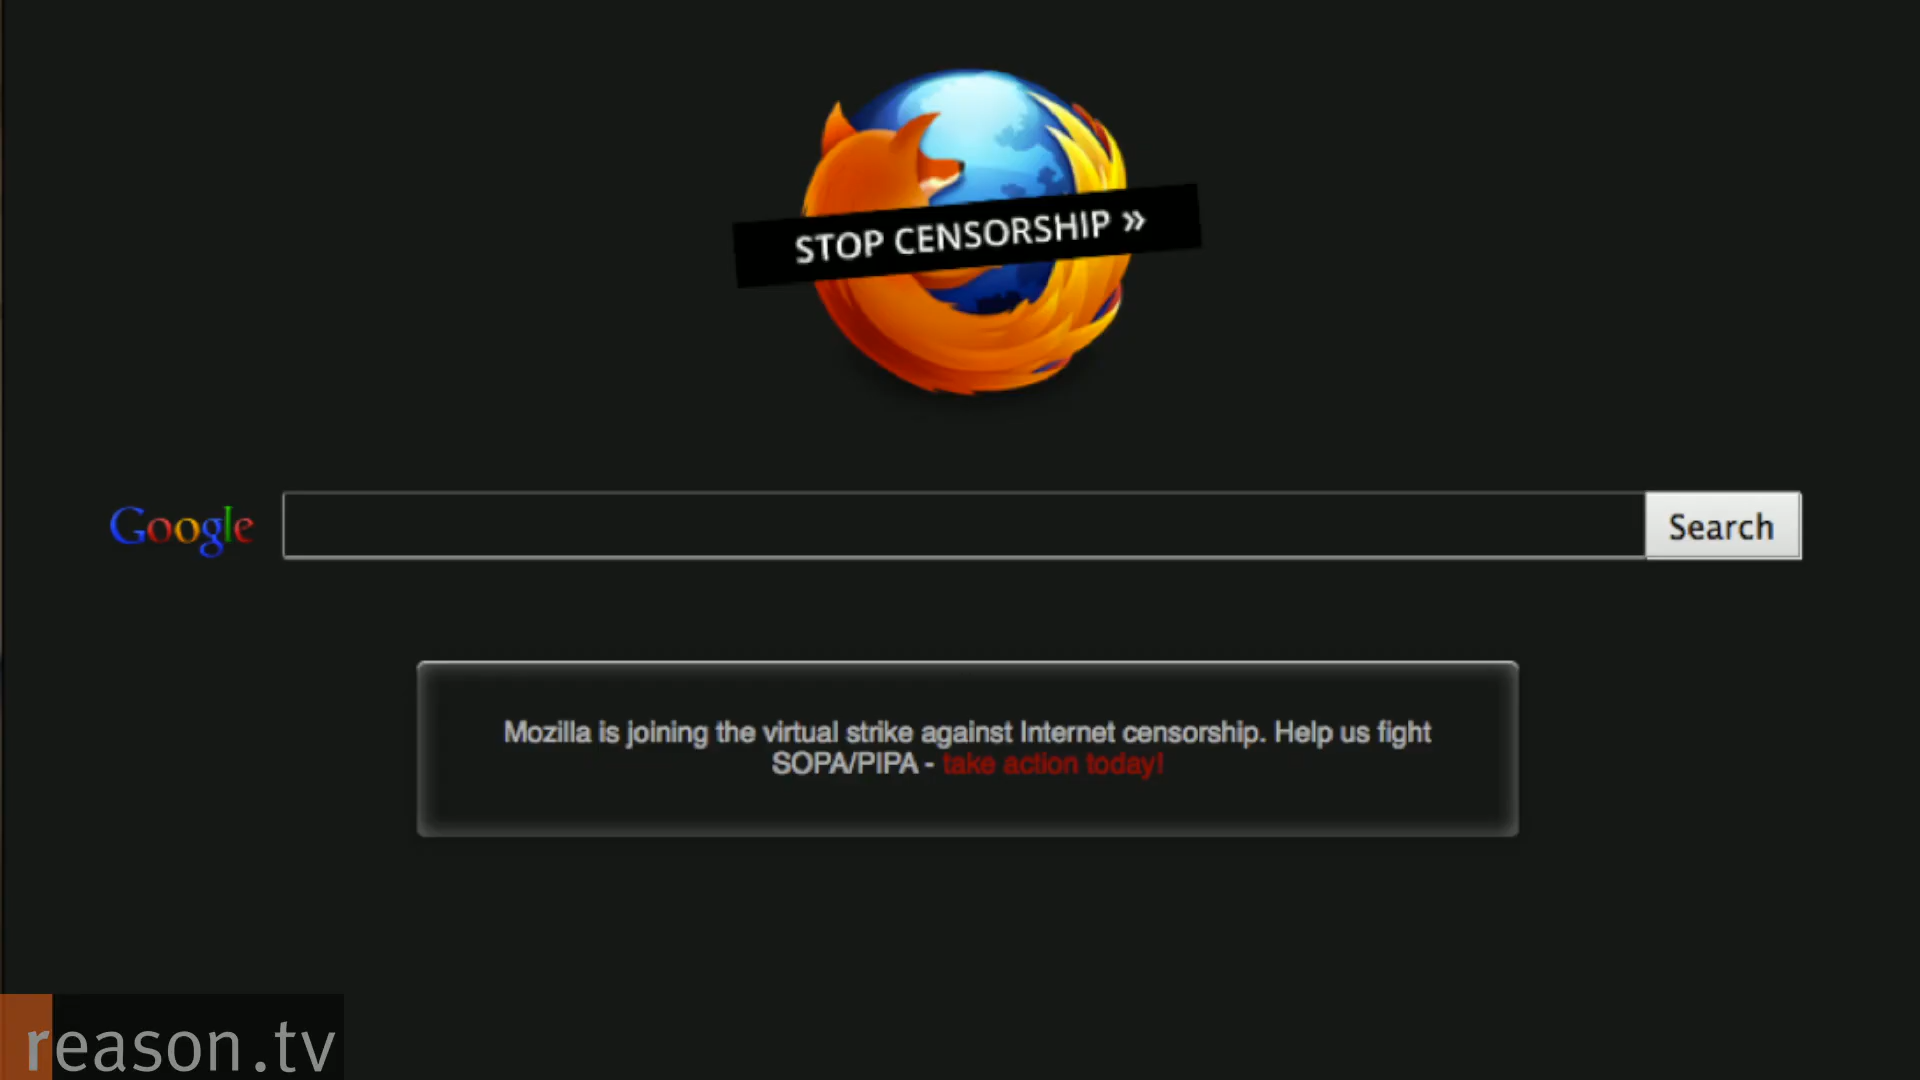 STOP CENSORSHIP »
Google
Search
Mozilla is joining the virtual strike against Internet censorship. Help us fight
SOPA/PIPA - take action today!
reason.tv